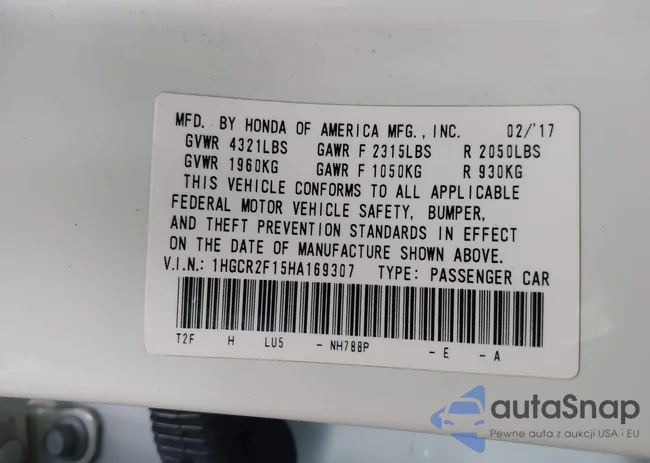 MFD. BY HONDA OF AMERICA MFG., INC. 02/'17
GVWR 4321LBS GAWR F 2315LBS R 2050LBS
GVWR 1960KG GAWR F 1050KG R 930KG
THIS VEHICLE CONFORMS TO ALL APPLICABLE
FEDERAL MOTOR VEHICLE SAFETY, BUMPER,
AND THEFT PREVENTION STANDARDS IN EFFECT
ON THE DATE OF MANUFACTURE SHOWN ABOVE.
V.I.N.: 1HGCR2F15HA169307 TYPE: PASSENGER CAR
T2F H LU5 - NH788P - E - A
autaSnap
Pewne auta z aukcji USA i EU